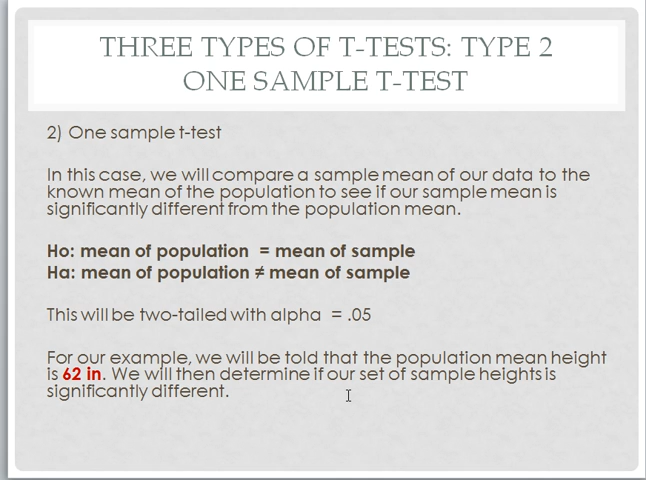 THREE TYPES OF T-TESTS: TYPE 2
ONE SAMPLE T-TEST
2) One sample t-test
In this case, we will compare a sample mean of our data to the
known mean of the population to see if our sample mean is
significantly different from the population mean.
Ho: mean of population = mean of sample
Ha: mean of population ≠ mean of sample
This will be two-tailed with alpha = .05
For our example, we will be told that the population mean height
is 62 in. We will then determine if our set of sample heights is
significantly different.